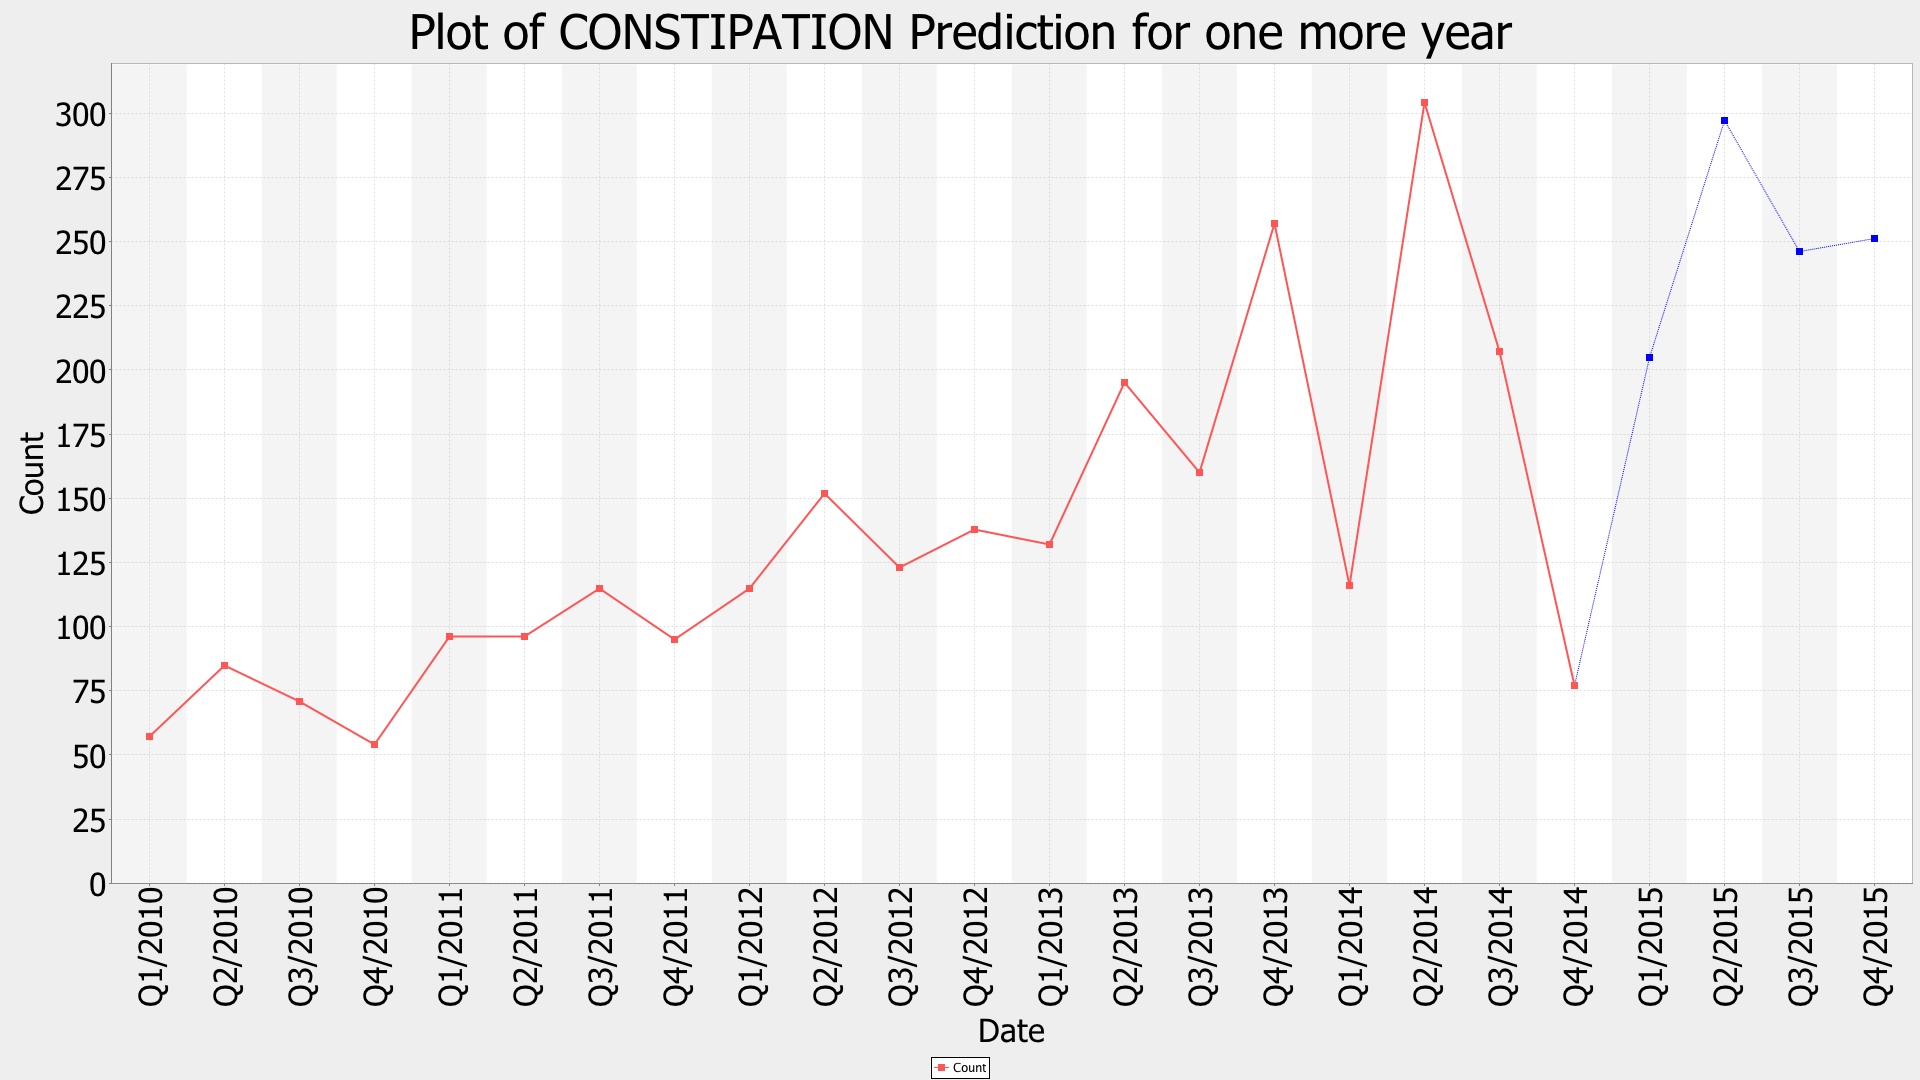 Plot of CONSTIPATION Prediction for one more year
300
275
250
225
200
175
150
125
100
75
50
25
0
Count
Q1/2010
Q2/2010
Q3/2010
Q4/2010
Q1/2011
Q2/2011
Q3/2011
Q4/2011
Q1/2012
Q2/2012
Q3/2012
Q4/2012
Q1/2013
Q2/2013
Q3/2013
Q4/2013
Q1/2014
Q2/2014
Q3/2014
Q4/2014
Q1/2015
Q2/2015
Q3/2015
Q4/2015
Date
Count